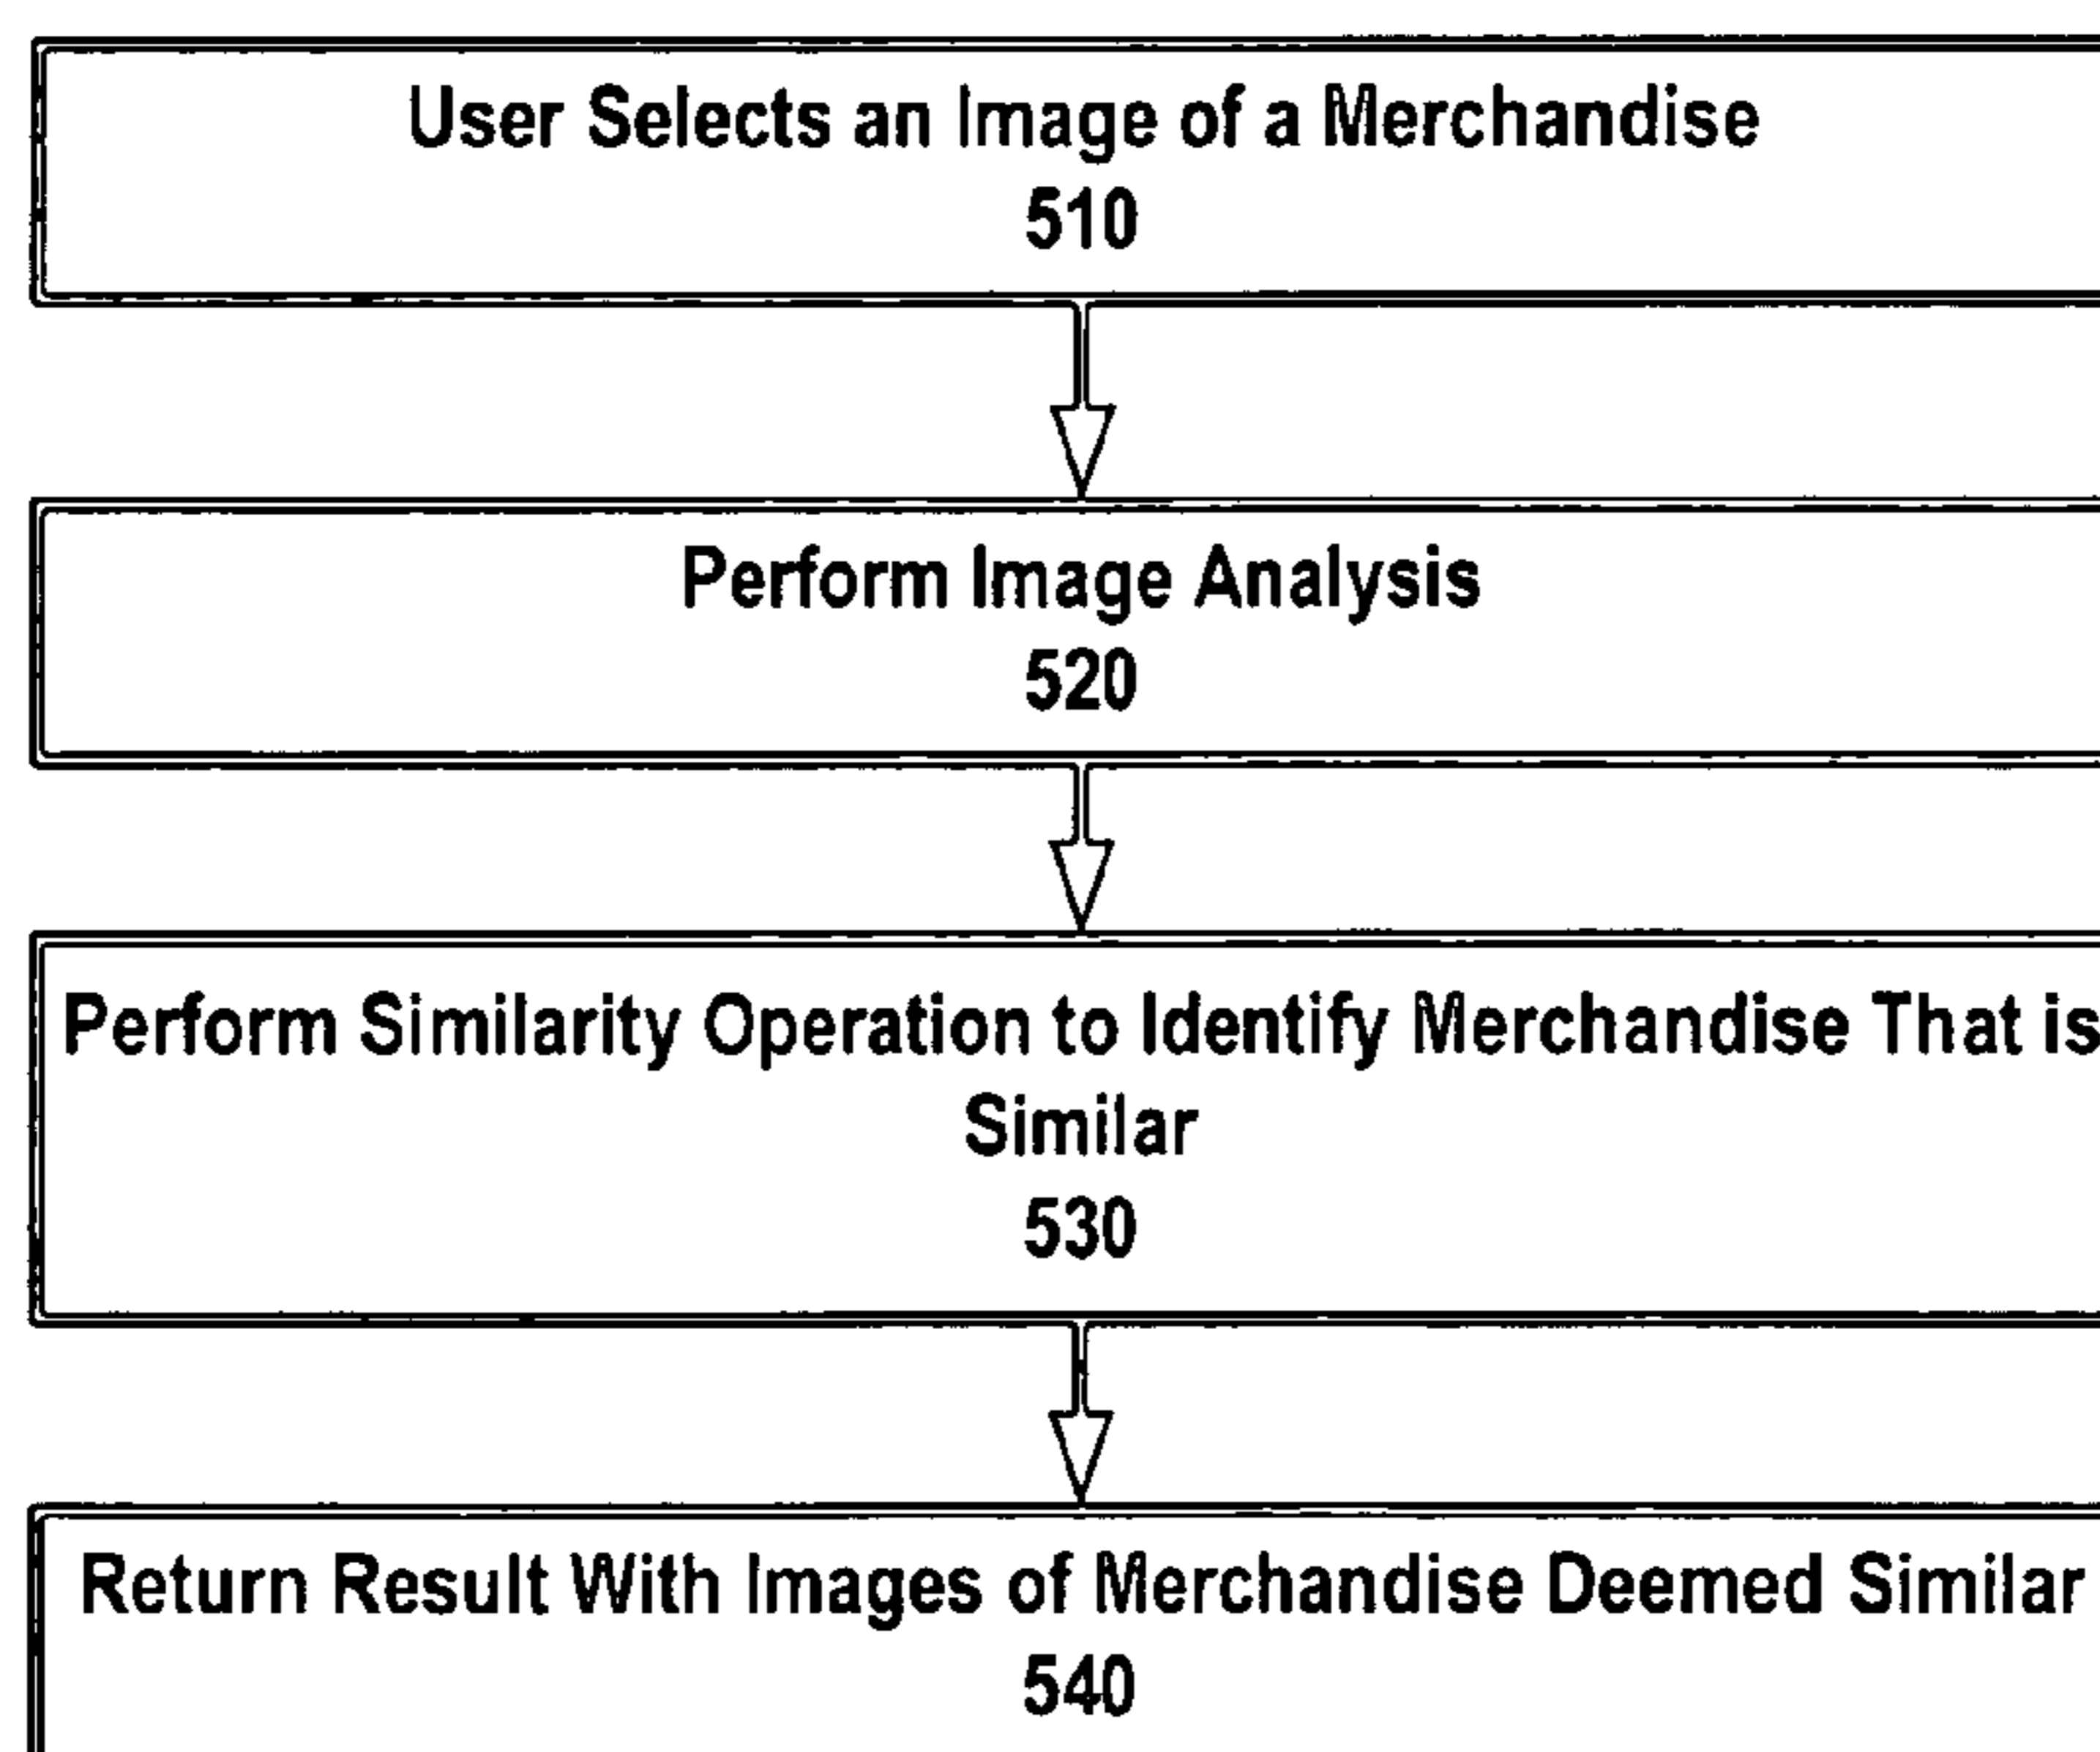 User Selects an Image of a Merchandise
510
Perform Image Analysis
520
Perform Similarity Operation to Identify Merchandise That is
Similar
530
Return Result With Images of Merchandise Deemed Similar
540